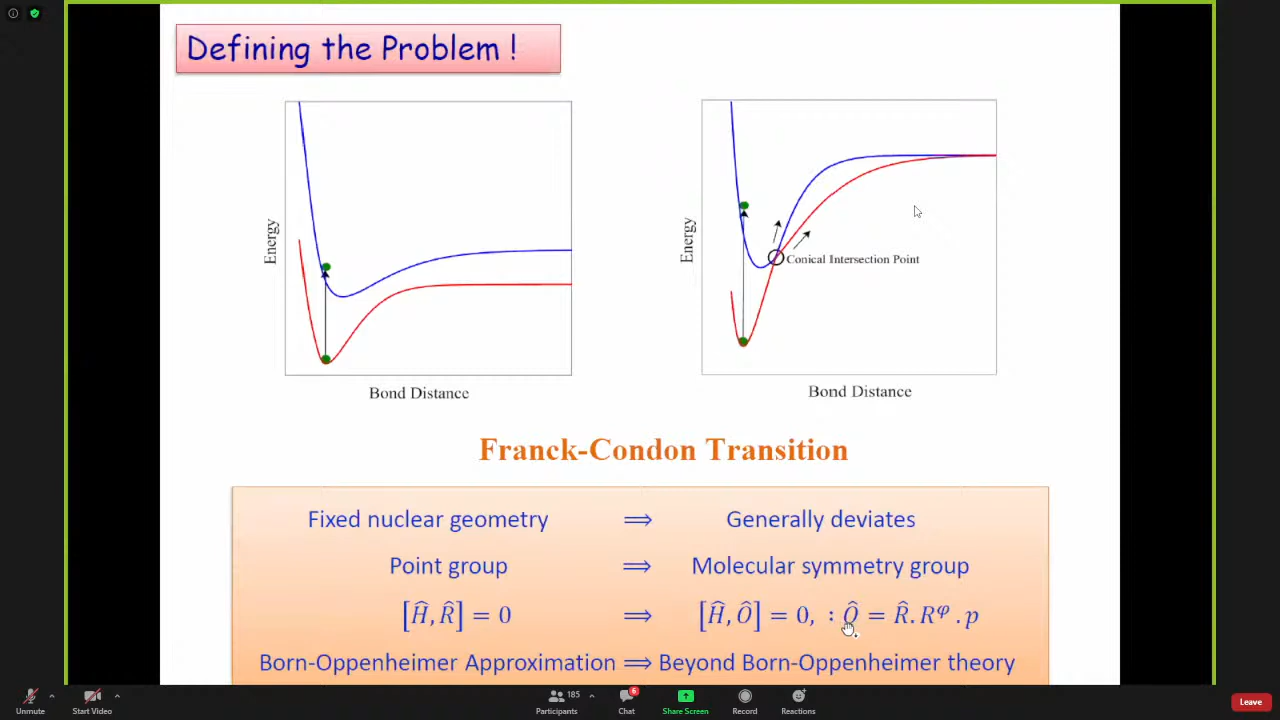 Defining the Problem !
Energy
Bond Distance
Energy
Conical Intersection Point
Bond Distance
Franck-Condon Transition
Fixed nuclear geometry ⟹ Generally deviates
Point group ⟹ Molecular symmetry group
[Ĥ, R̂] = 0 ⟹ [Ĥ, Ô] = 0, : Ô = R̂. R^φ . p
Born-Oppenheimer Approximation ⟹ Beyond Born-Oppenheimer theory
Unmute
Start Video
185
Participants
6
Chat
Share Screen
Record
Reactions
Leave